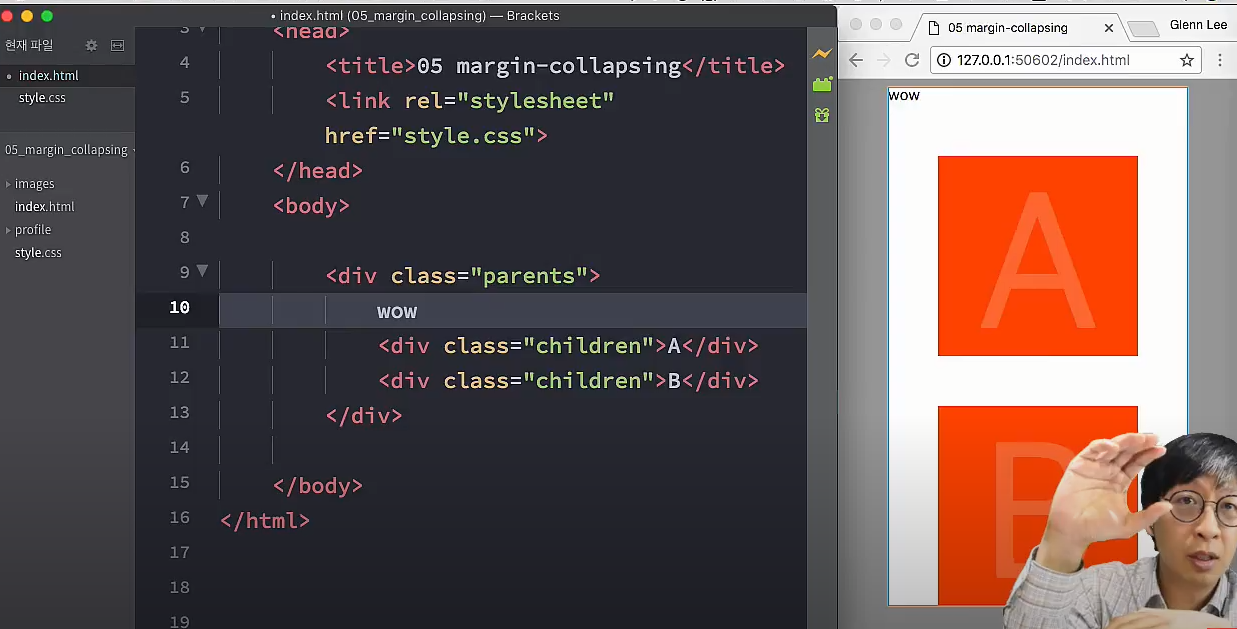 • index.html (05_margin_collapsing) — Brackets
현재 파일
• index.html
style.css
05_margin_collapsing
images
index.html
profile
style.css
3 <head>
4 <title>05 margin-collapsing</title>
5 <link rel="stylesheet"
href="style.css">
6 </head>
7 <body>
8
9 <div class="parents">
10 wow
11 <div class="children">A</div>
12 <div class="children">B</div>
13 </div>
14
15 </body>
16 </html>
17
18
19
05 margin-collapsing
Glenn Lee
127.0.0.1:50602/index.html
wow
A
B